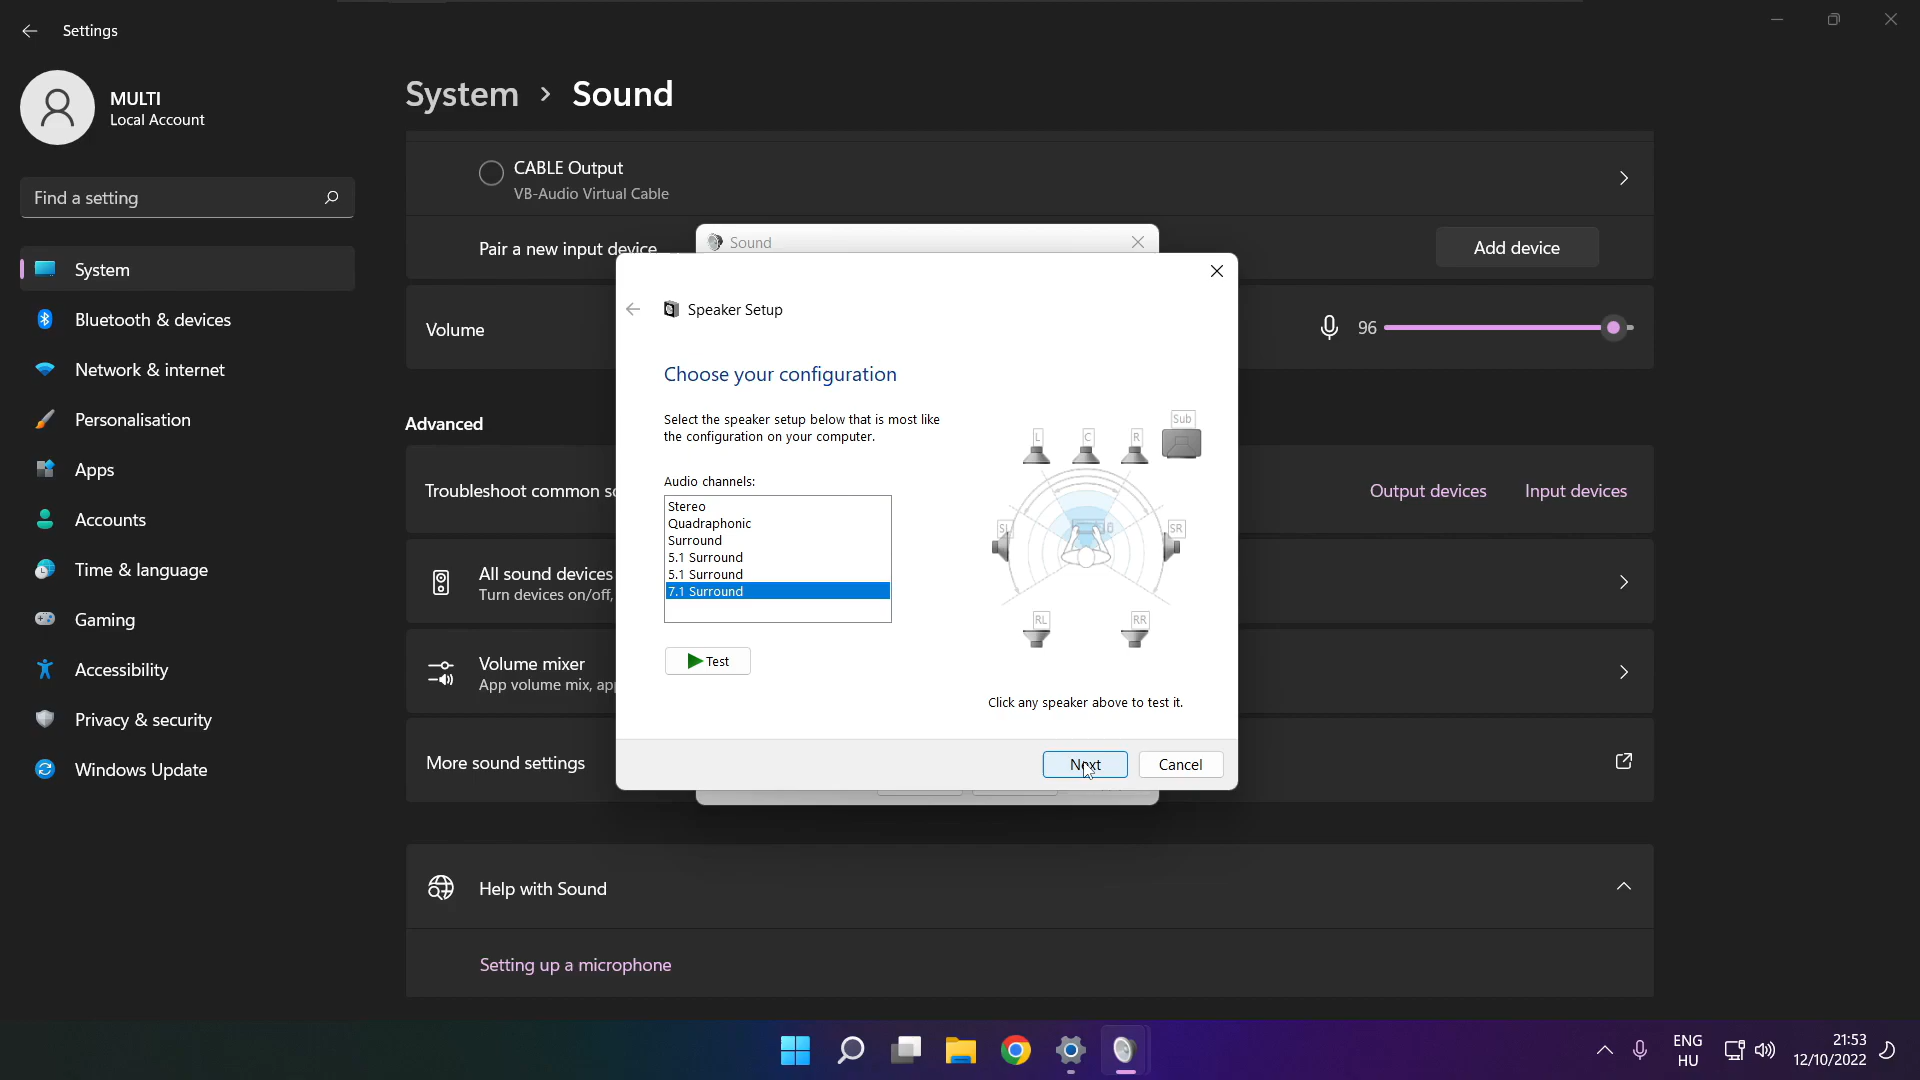 Settings
MULTI
Local Account
Find a setting
System
Bluetooth & devices
Network & internet
Personalisation
Apps
Accounts
Time & language
Gaming
Accessibility
Privacy & security
Windows Update
System > Sound
CABLE Output
VB-Audio Virtual Cable
Pair a new input device
Add device
Volume
96
Advanced
Troubleshoot common so
Output devices
Input devices
All sound devices
Turn devices on/off,
Volume mixer
App volume mix, app
More sound settings
Help with Sound
Setting up a microphone
Sound
Speaker Setup
Choose your configuration
Select the speaker setup below that is most like
the configuration on your computer.
Audio channels:
Stereo
Quadraphonic
Surround
5.1 Surround
5.1 Surround
7.1 Surround
Test
L
C
R
Sub
SL
SR
RL
RR
Click any speaker above to test it.
Next
Cancel
ENG
HU
21:53
12/10/2022